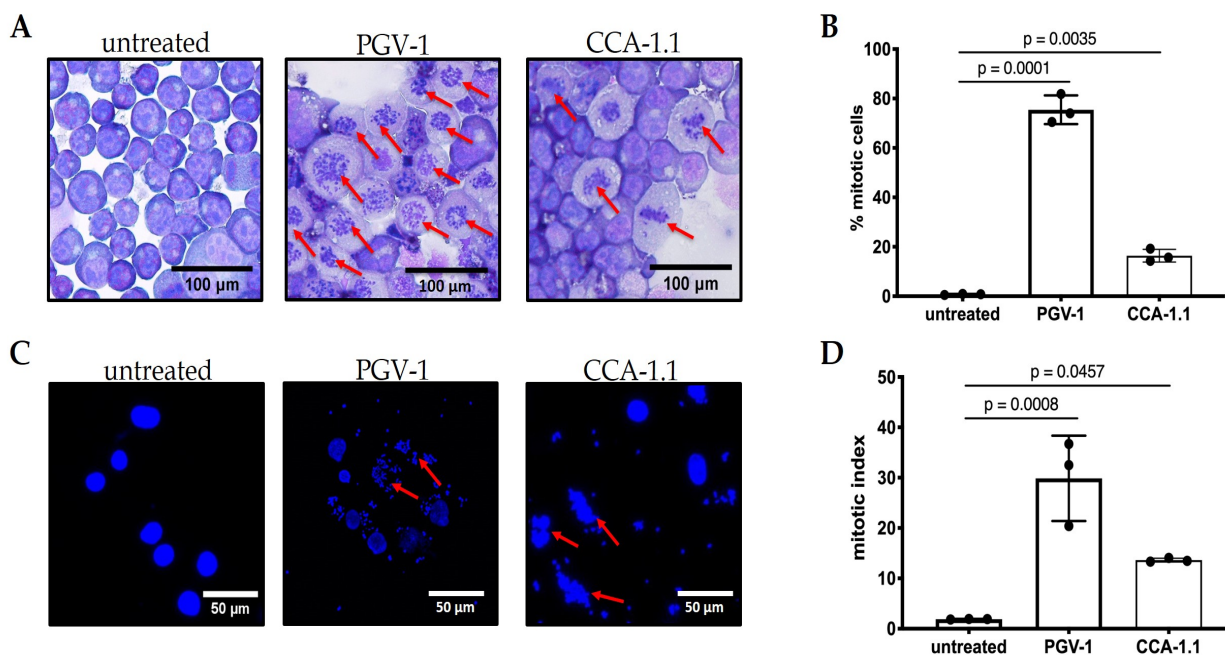 A
untreated
PGV-1
CCA-1.1
100 µm
100 µm
100 µm
B
p = 0.0035
p = 0.0001
% mitotic cells
100
80
60
40
20
0
untreated
PGV-1
CCA-1.1
C
untreated
PGV-1
CCA-1.1
50 µm
50 µm
50 µm
D
p = 0.0457
p = 0.0008
mitotic index
50
40
30
20
10
0
untreated
PGV-1
CCA-1.1